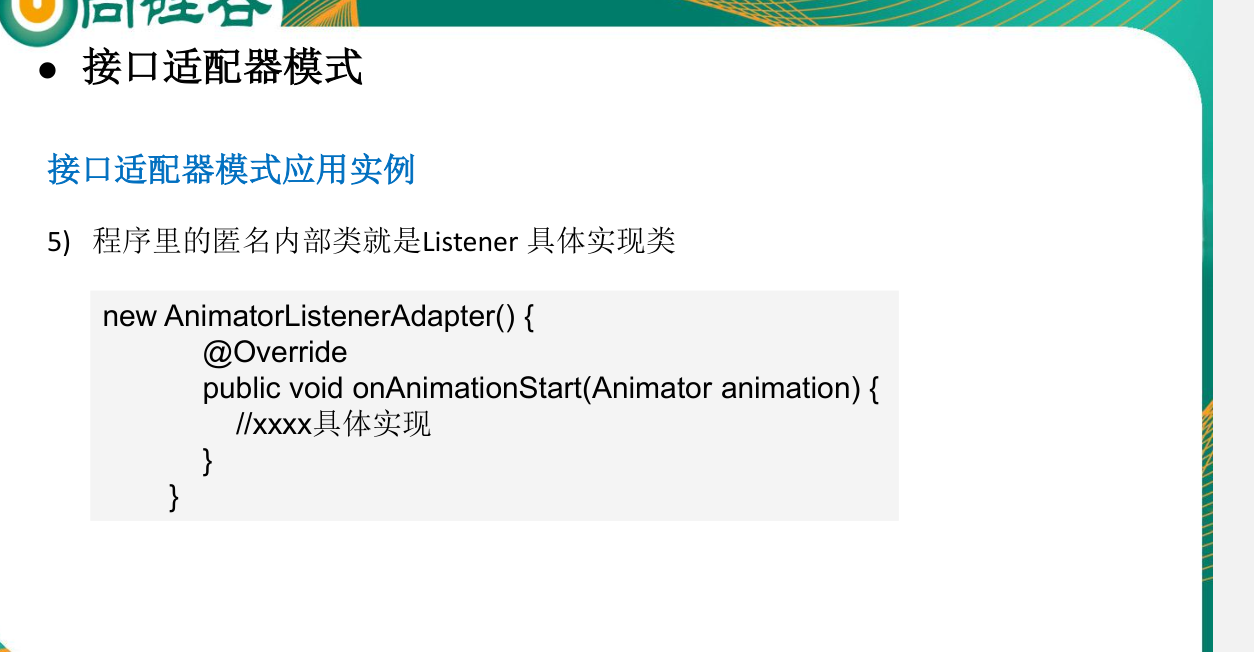 尚硅谷
● 接口适配器模式
接口适配器模式应用实例
5) 程序里的匿名内部类就是Listener 具体实现类
new AnimatorListenerAdapter() {
@Override
public void onAnimationStart(Animator animation) {
//xxxx具体实现
}
}